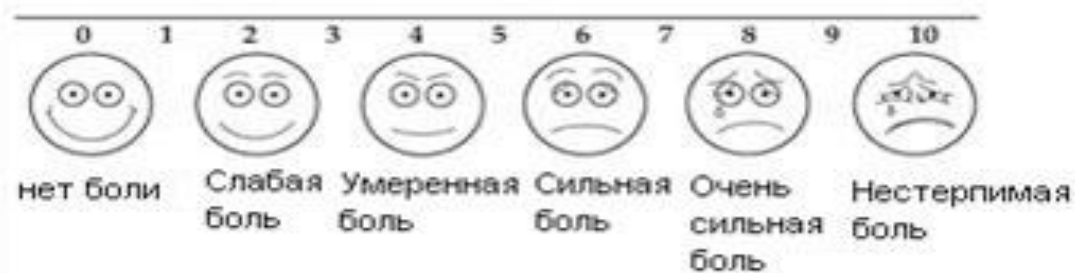 0 1 2 3 4 5 6 7 8 9 10
нет боли
Слабая
боль
Умеренная
боль
Сильная
боль
Очень
сильная
боль
Нестерпимая
боль